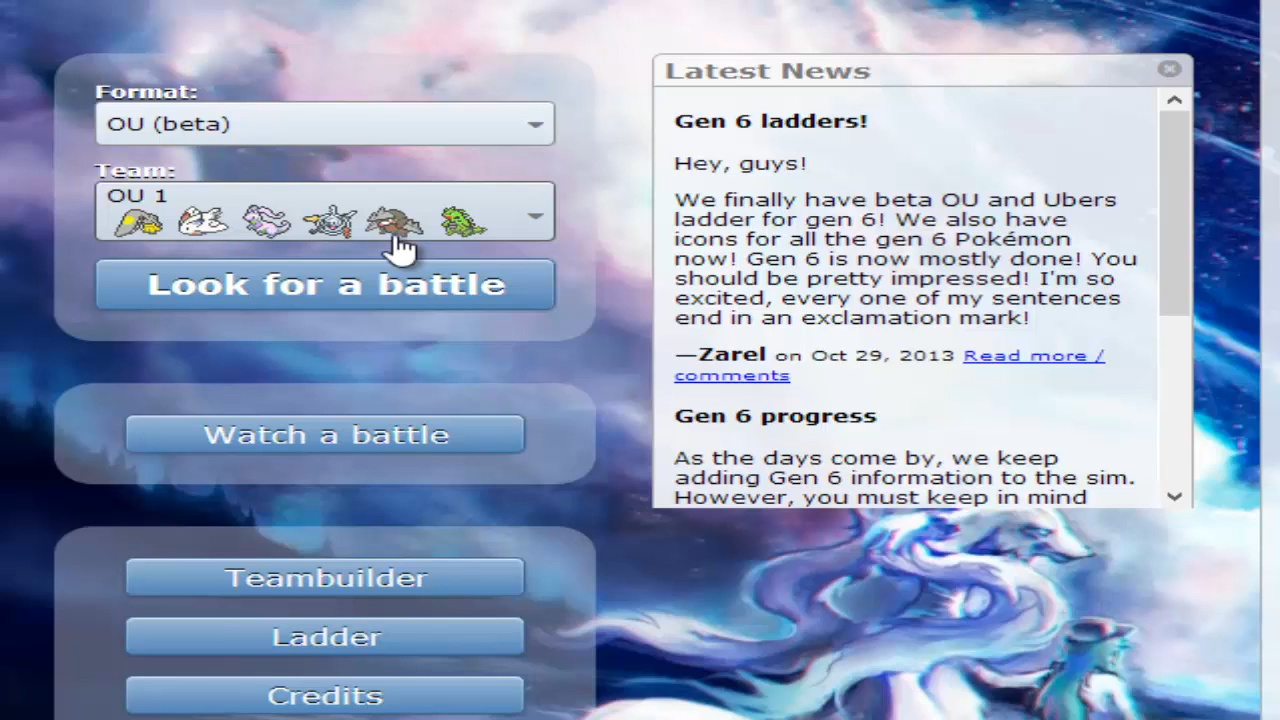 Format:
OU (beta)
Team:
OU 1
Look for a battle
Watch a battle
Teambuilder
Ladder
Credits
Latest News
Gen 6 ladders!
Hey, guys!
We finally have beta OU and Ubers
ladder for gen 6! We also have
icons for all the gen 6 Pokémon
now! Gen 6 is now mostly done! You
should be pretty impressed! I'm so
excited, every one of my sentences
end in an exclamation mark!
—Zarel on Oct 29, 2013 Read more /
comments
Gen 6 progress
As the days come by, we keep
adding Gen 6 information to the sim.
However, you must keep in mind